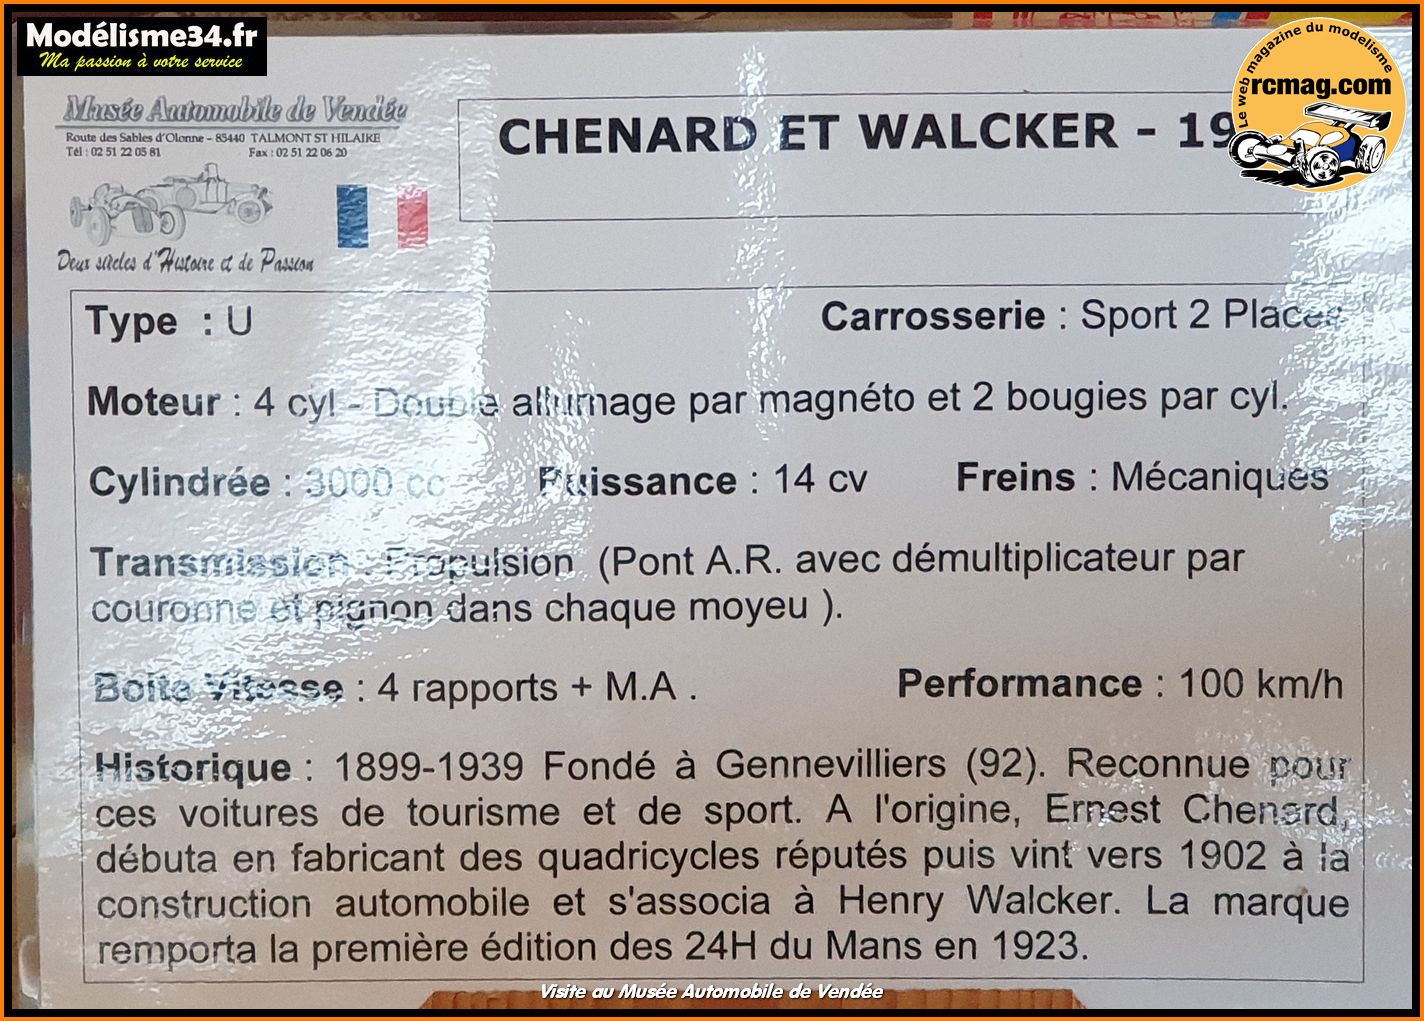 Modélisme34.fr
Ma passion à votre service
Le web magazine du modelisme
rcmag.com
Musée Automobile de Vendée
Route des Sables d'Olonne - 85440 TALMONT ST HILAIRE
Tél : 02 51 22 05 81 Fax : 02 51 22 06 20
Deux siècles d'Histoire et de Passion
CHENARD ET WALCKER - 19
Type : U Carrosserie : Sport 2 Places
Moteur : 4 cyl - Double allumage par magnéto et 2 bougies par cyl.
Cylindrée : 3000 cc Puissance : 14 cv Freins : Mécaniques
Transmission : Propulsion (Pont A.R. avec démultiplicateur par
couronne et pignon dans chaque moyeu ).
Boite Vitesse : 4 rapports + M.A .
Performance : 100 km/h
Historique : 1899-1939 Fondé à Gennevilliers (92). Reconnue pour
ces voitures de tourisme et de sport. A l'origine, Ernest Chenard,
débuta en fabricant des quadricycles réputés puis vint vers 1902 à la
construction automobile et s'associa à Henry Walcker. La marque
remporta la première édition des 24H du Mans en 1923.
Visite au Musée Automobile de Vendée